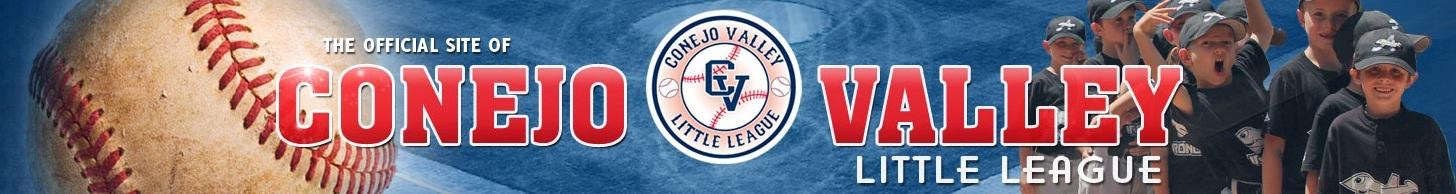 THE OFFICIAL SITE OF
CONEJO VALLEY
LITTLE LEAGUE
CONEJO VALLEY
CV
LITTLE LEAGUE